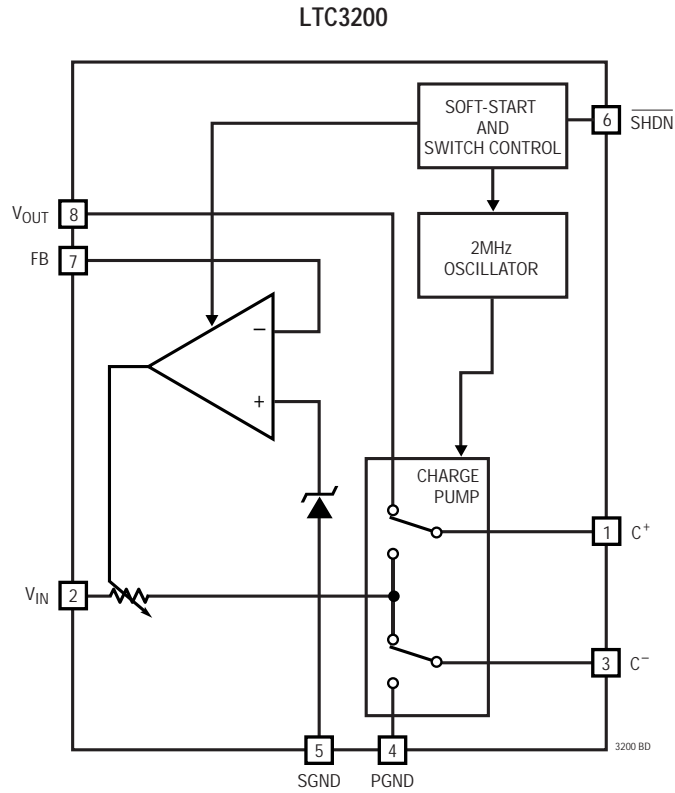 LTC3200
SOFT-START
AND
SWITCH CONTROL
6
SHDN
VOUT
8
FB
7
2MHz
OSCILLATOR
–
+
CHARGE
PUMP
1
C+
VIN
2
3
C–
5
4
SGND
PGND
3200 BD